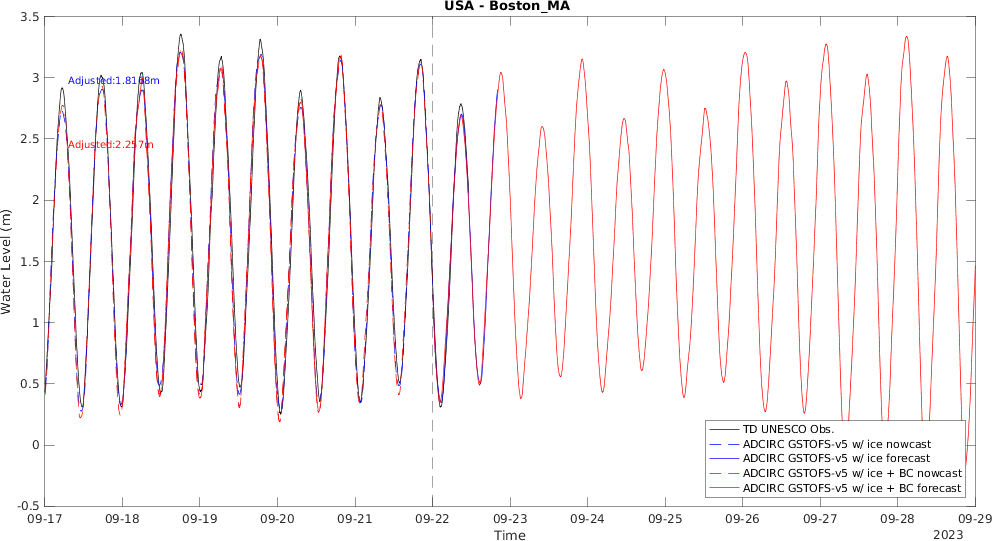 USA - Boston_MA
3.5
3
2.5
2
1.5
1
0.5
0
-0.5
Water Level (m)
Adjusted:1.8168m
Adjusted:2.257m
TD UNESCO Obs.
ADCIRC GSTOFS-v5 w/ ice nowcast
ADCIRC GSTOFS-v5 w/ ice forecast
ADCIRC GSTOFS-v5 w/ ice + BC nowcast
ADCIRC GSTOFS-v5 w/ ice + BC forecast
09-17 09-18 09-19 09-20 09-21 09-22 09-23 09-24 09-25 09-26 09-27 09-28 09-29
Time
2023